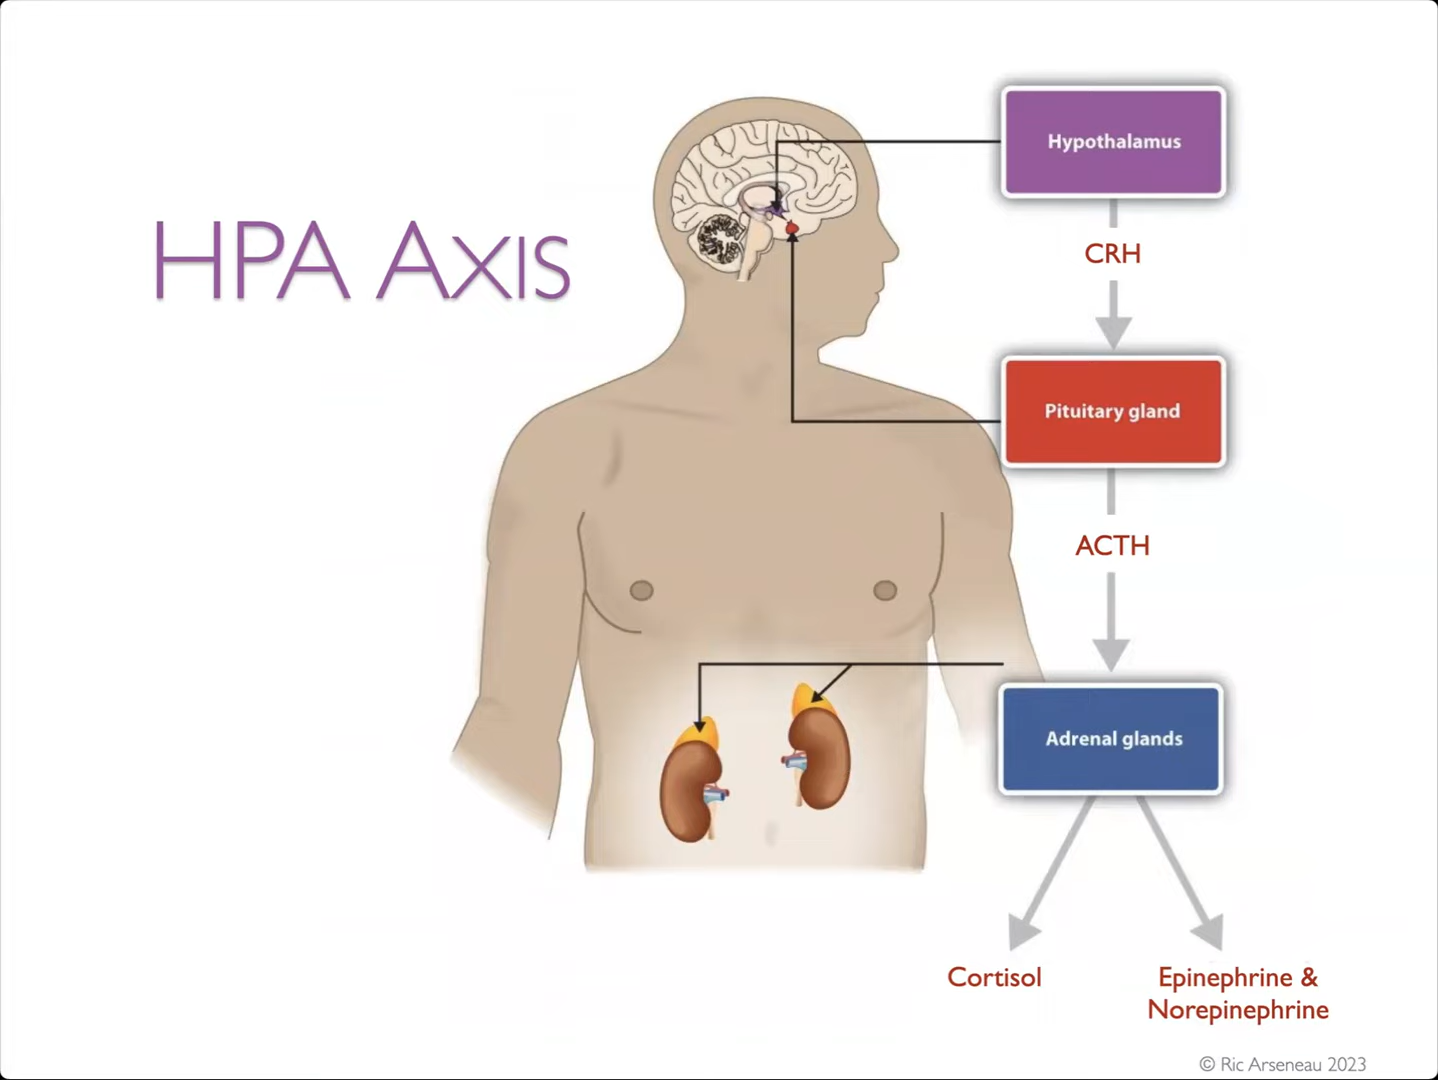 HPA Axis
Hypothalamus
CRH
Pituitary gland
ACTH
Adrenal glands
Cortisol
Epinephrine &
Norepinephrine
© Ric Arseneau 2023